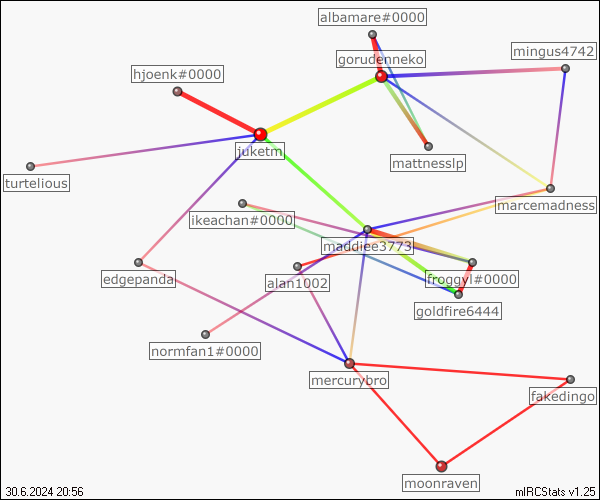 albamare#0000
gorudenneko
mingus4742
hjoenk#0000
juketm
mattnesslp
turtelious
marcemadness
ikeachan#0000
maddiee3773
edgepanda
alan1002
froggyl#0000
goldfire6444
normfan1#0000
mercurybro
fakedingo
moonraven
30.6.2024 20:56
mIRCStats v1.25